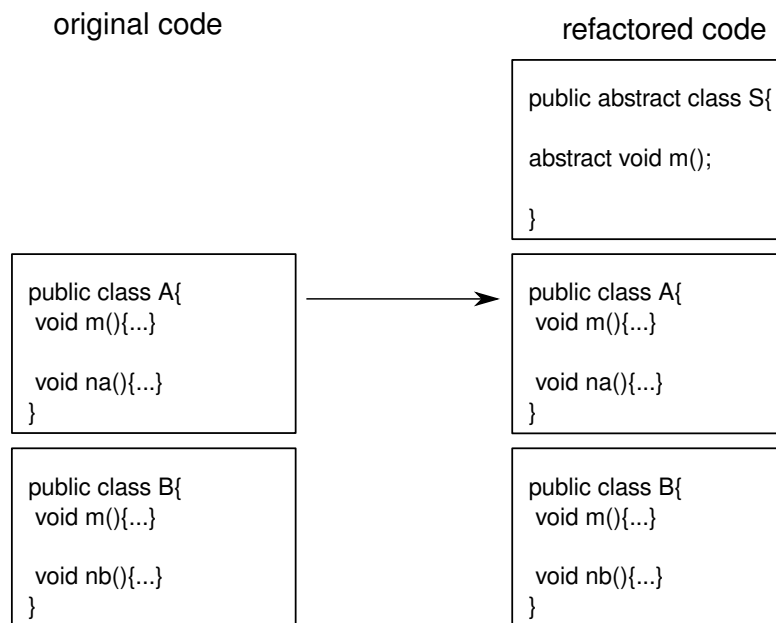 original code
refactored code
public abstract class S{
abstract void m();
}
public class A{
void m(){...}
void na(){...}
}
public class A{
void m(){...}
void na(){...}
}
public class B{
void m(){...}
void nb(){...}
}
public class B{
void m(){...}
void nb(){...}
}